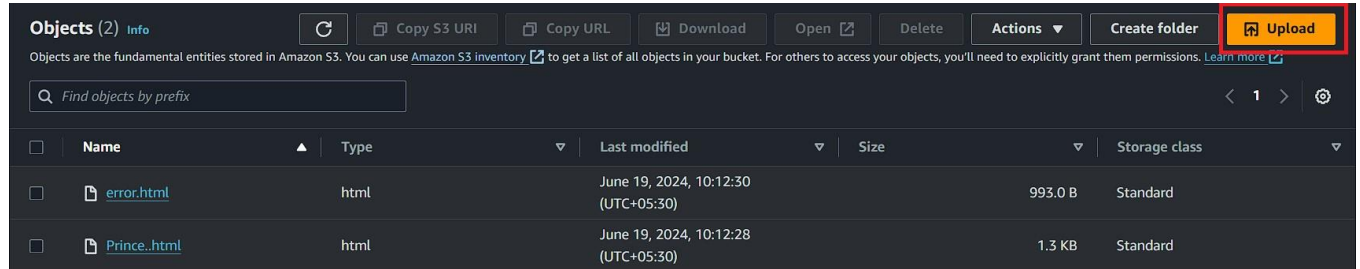 Objects (2) Info Copy S3 URI Copy URL Download Open Delete Actions Create folder Upload
Objects are the fundamental entities stored in Amazon S3. You can use Amazon S3 inventory to get a list of all objects in your bucket. For others to access your objects, you'll need to explicitly grant them permissions. Learn more
Find objects by prefix 1
Name Type Last modified Size Storage class
error.html html June 19, 2024, 10:12:30 993.0 B Standard
(UTC+05:30)
Prince..html html June 19, 2024, 10:12:28 1.3 KB Standard
(UTC+05:30)